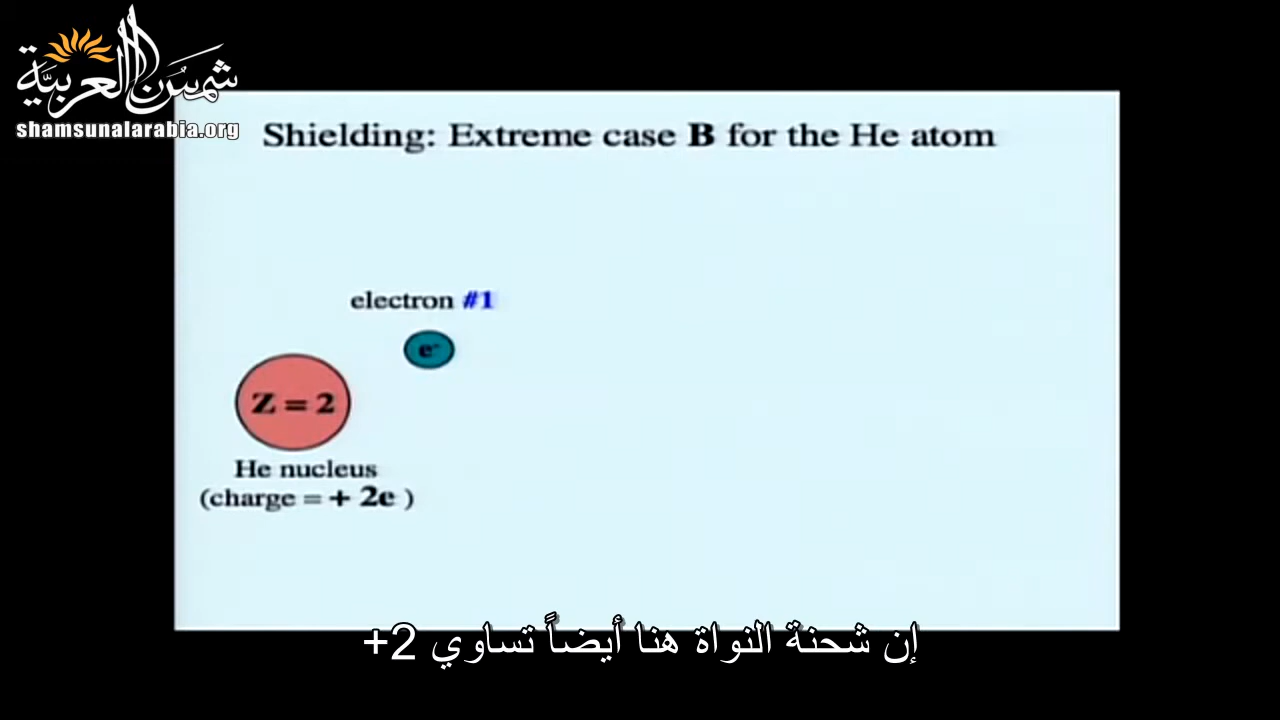 شمس العربية
shamsunalarabia.org
Shielding: Extreme case B for the He atom
electron #1
e-
Z = 2
He nucleus
(charge = + 2e )
إن شحنة النواة هنا أيضاً تساوي 2+